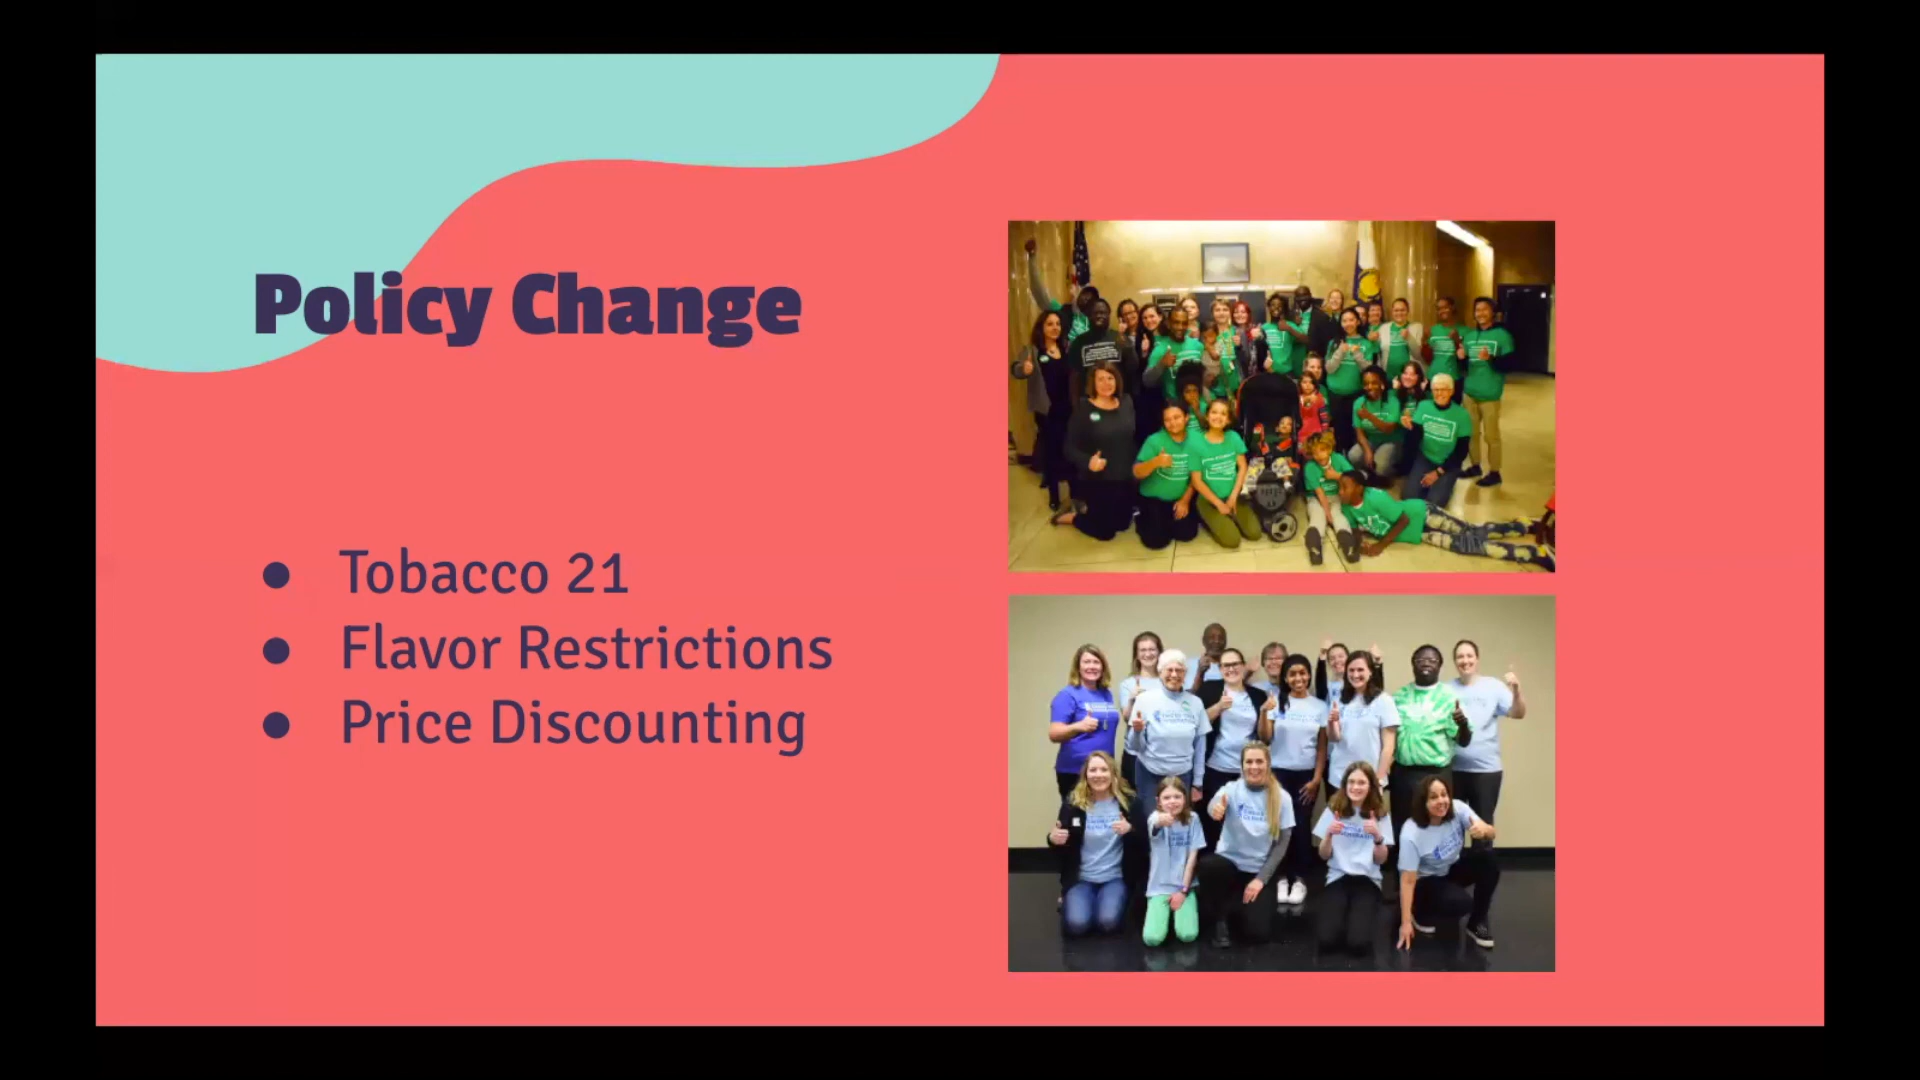 Policy Change
Tobacco 21
Flavor Restrictions
Price Discounting